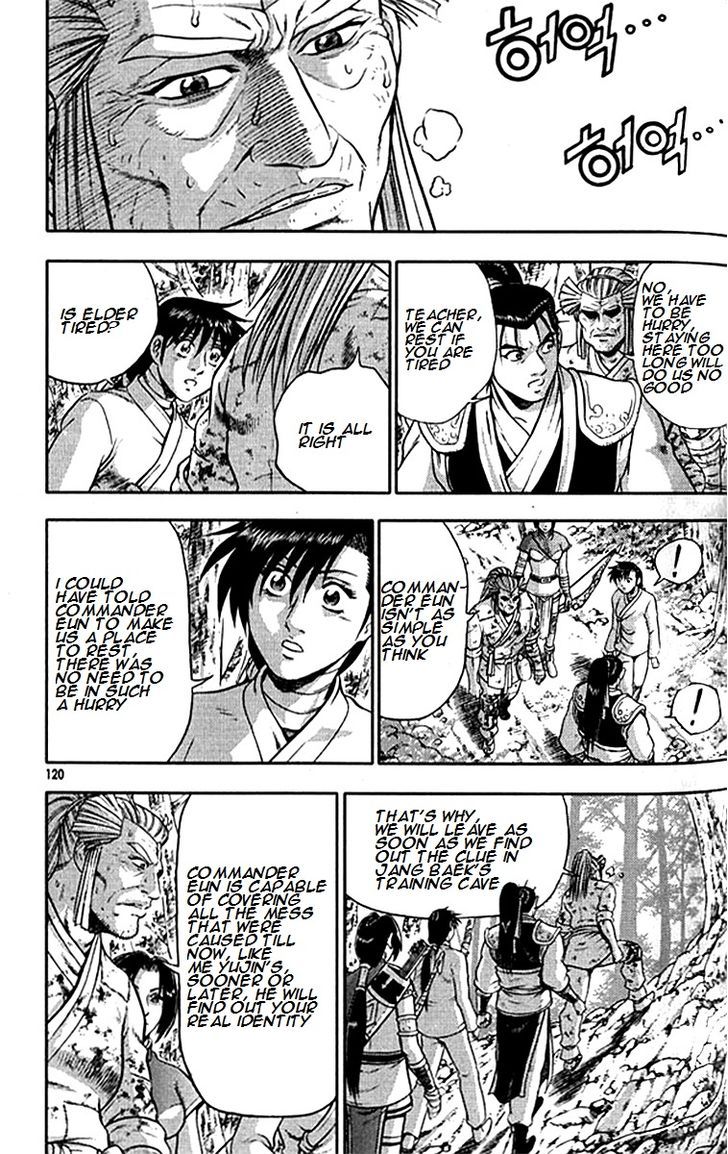 허억...
허억...
IS ELDER
TIRED?
IT IS ALL
RIGHT
TEACHER,
WE CAN
REST IF
YOU ARE
TIRED
NO,
WE HAVE
TO BE
HURRY,
STAYING
HERE TOO
LONG WILL
DO US NO
GOOD
I COULD
HAVE TOLD
COMMANDER
EUN TO MAKE
US A PLACE
TO REST,
THERE WAS
NO NEED TO
BE IN SUCH
A HURRY
COMMAN-
DER EUN
ISN'T AS
SIMPLE
AS YOU
THINK
!
!
120
COMMANDER
EUN IS CAPABLE
OF COVERING
ALL THE MESS
THAT WERE
CAUSED TILL
NOW, LIKE
ME YUJIN'S,
SOONER OR
LATER, HE WILL
FIND OUT YOUR
REAL IDENTITY
THAT'S WHY,
WE WILL LEAVE AS
SOON AS WE FIND
OUT THE CLUE IN
JANG BAEK'S
TRAINING CAVE